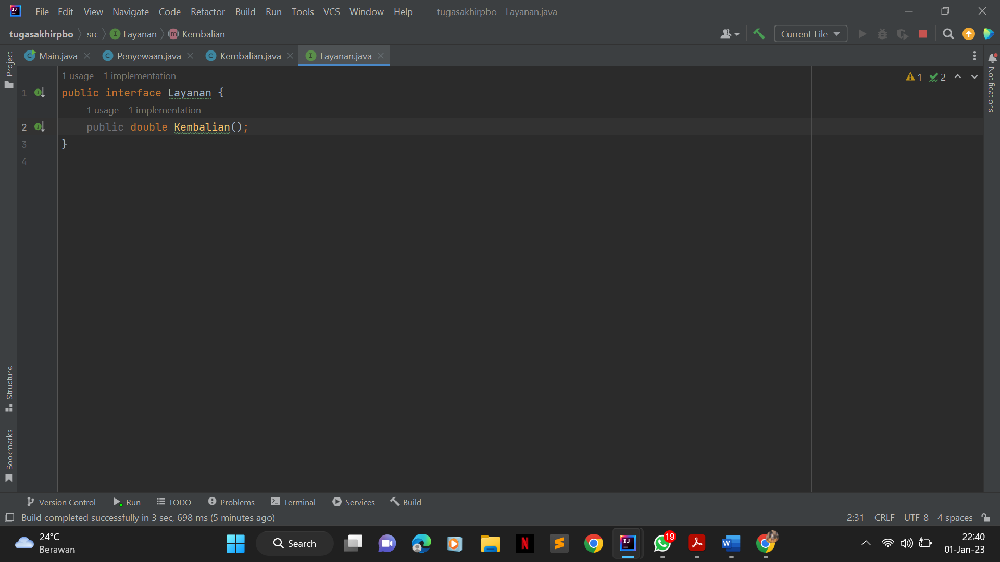 File Edit View Navigate Code Refactor Build Run Tools VCS Window Help tugasakhirpbo - Layanan.java
tugasakhirpbo src I Layanan m Kembalian Current File
C Main.java C Penyewaan.java C Kembalian.java I Layanan.java
Project
Notifications
1 usage 1 implementation
1 2
1 public interface Layanan {
1 usage 1 implementation
2 public double Kembalian();
3 }
4
Structure
Bookmarks
Version Control Run TODO Problems Terminal Services Build
Build completed successfully in 3 sec, 698 ms (5 minutes ago) 2:31 CRLF UTF-8 4 spaces
24°C
Berawan
Search
N
S
IJ
19
W
22:40
01-Jan-23